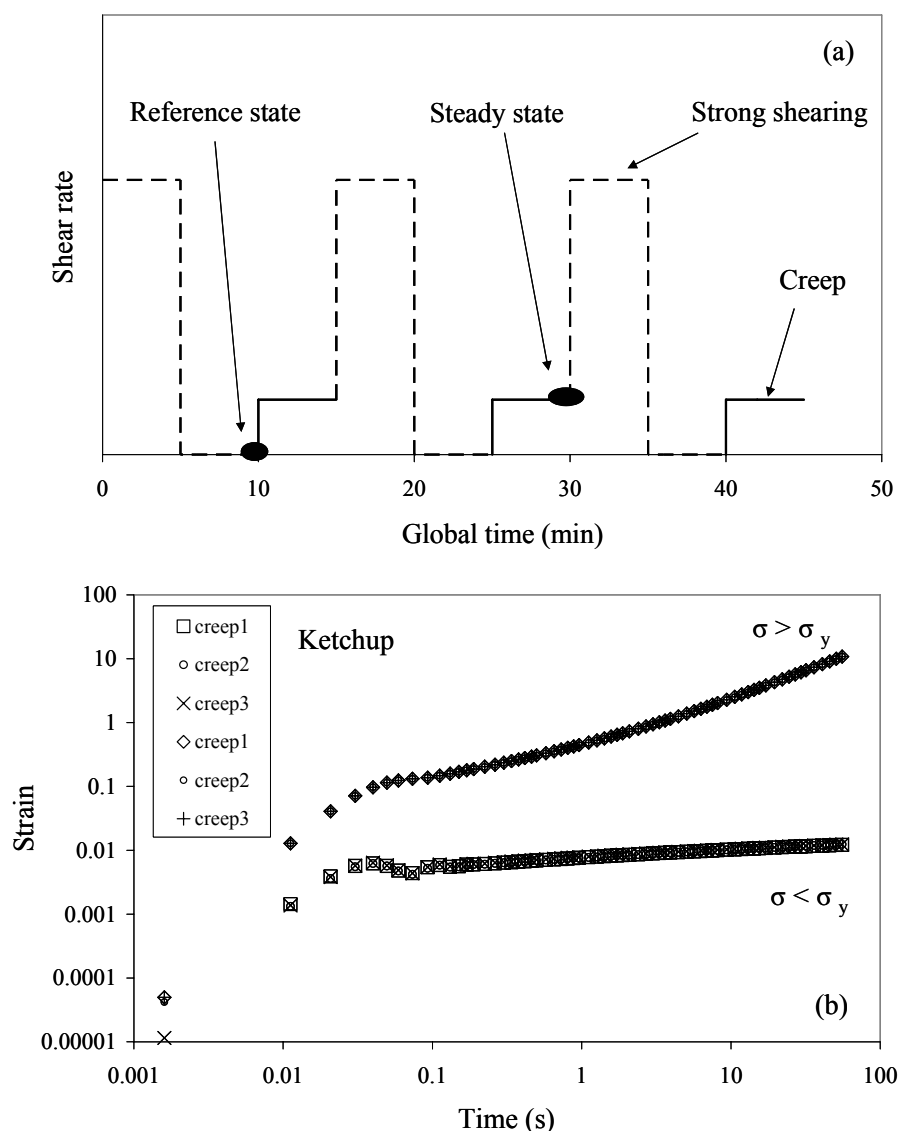 (a)
Reference state
Steady state
Strong shearing
Creep
Shear rate
0 10 20 30 40 50
Global time (min)
100
10
1
0.1
0.01
0.001
0.0001
0.00001
creep1
creep2
creep3
creep1
creep2
creep3
Ketchup
σ > σ y
σ < σ y
(b)
Strain
0.001 0.01 0.1 1 10 100
Time (s)